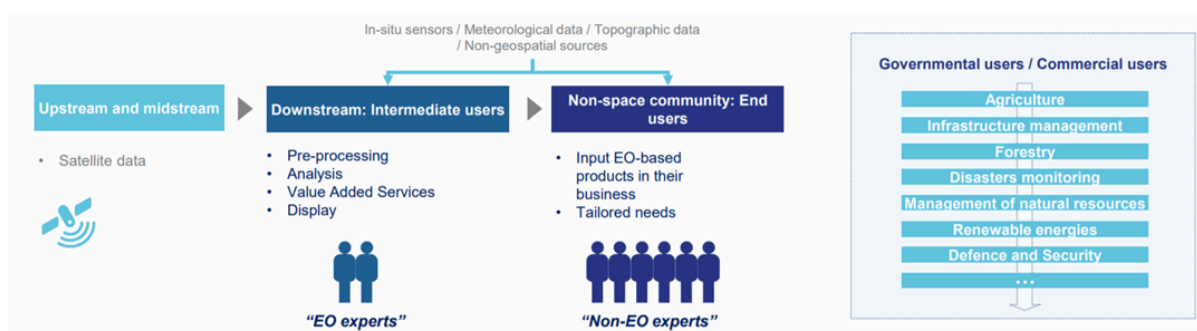 In-situ sensors / Meteorological data / Topographic data
/ Non-geospatial sources
Upstream and midstream
• Satellite data
Downstream: Intermediate users
• Pre-processing
• Analysis
• Value Added Services
• Display
“EO experts”
Non-space community: End
users
• Input EO-based
products in their
business
• Tailored needs
“Non-EO experts”
Governmental users / Commercial users
Agriculture
Infrastructure management
Forestry
Disasters monitoring
Management of natural resources
Renewable energies
Defence and Security
...